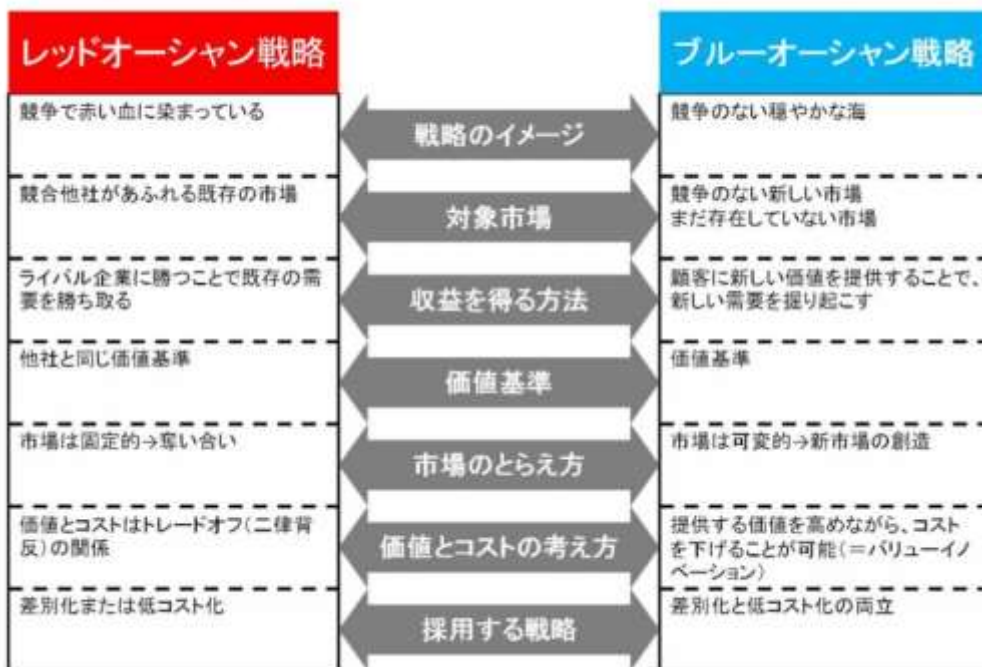 レッドオーシャン戦略
ブルーオーシャン戦略
競争で赤い血に染まっている
戦略のイメージ
競争のない穏やかな海
競合他社があふれる既存の市場
対象市場
競争のない新しい市場
まだ存在していない市場
ライバル企業に勝つことで既存の需
要を勝ち取る
収益を得る方法
顧客に新しい価値を提供することで、
新しい需要を掘り起こす
他社と同じ価値基準
価値基準
価値基準
市場は固定的→奪い合い
市場のとらえ方
市場は可変的→新市場の創造
価値とコストはトレードオフ(二律背
反)の関係
価値とコストの考え方
提供する価値を高めながら、コスト
を下げることが可能(=バリューイノ
ベーション)
差別化または低コスト化
採用する戦略
差別化と低コスト化の両立